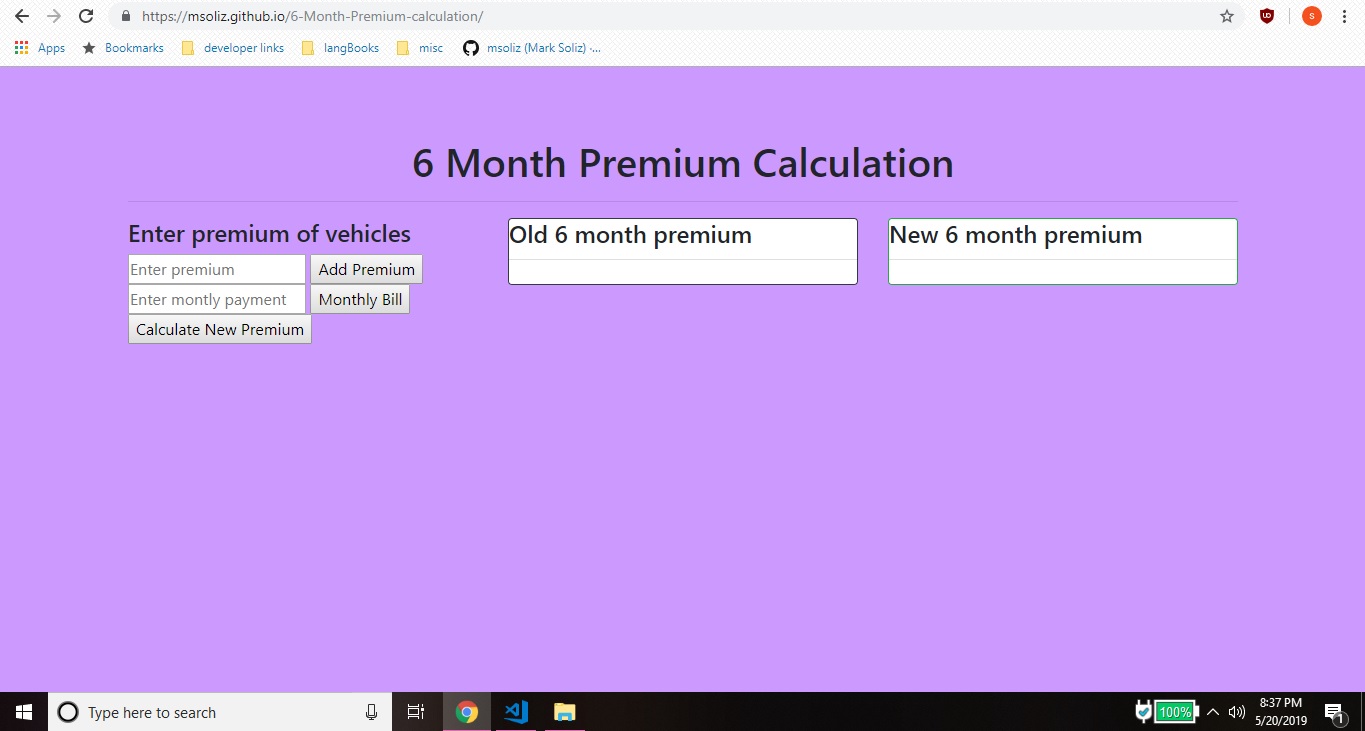 https://msoliz.github.io/6-Month-Premium-calculation/
UD
S
Apps Bookmarks developer links langBooks misc msoliz (Mark Soliz) ·...
6 Month Premium Calculation
Enter premium of vehicles
Enter premium Add Premium
Enter montly payment Monthly Bill
Calculate New Premium
Old 6 month premium
New 6 month premium
Type here to search
100%
8:37 PM
5/20/2019
1